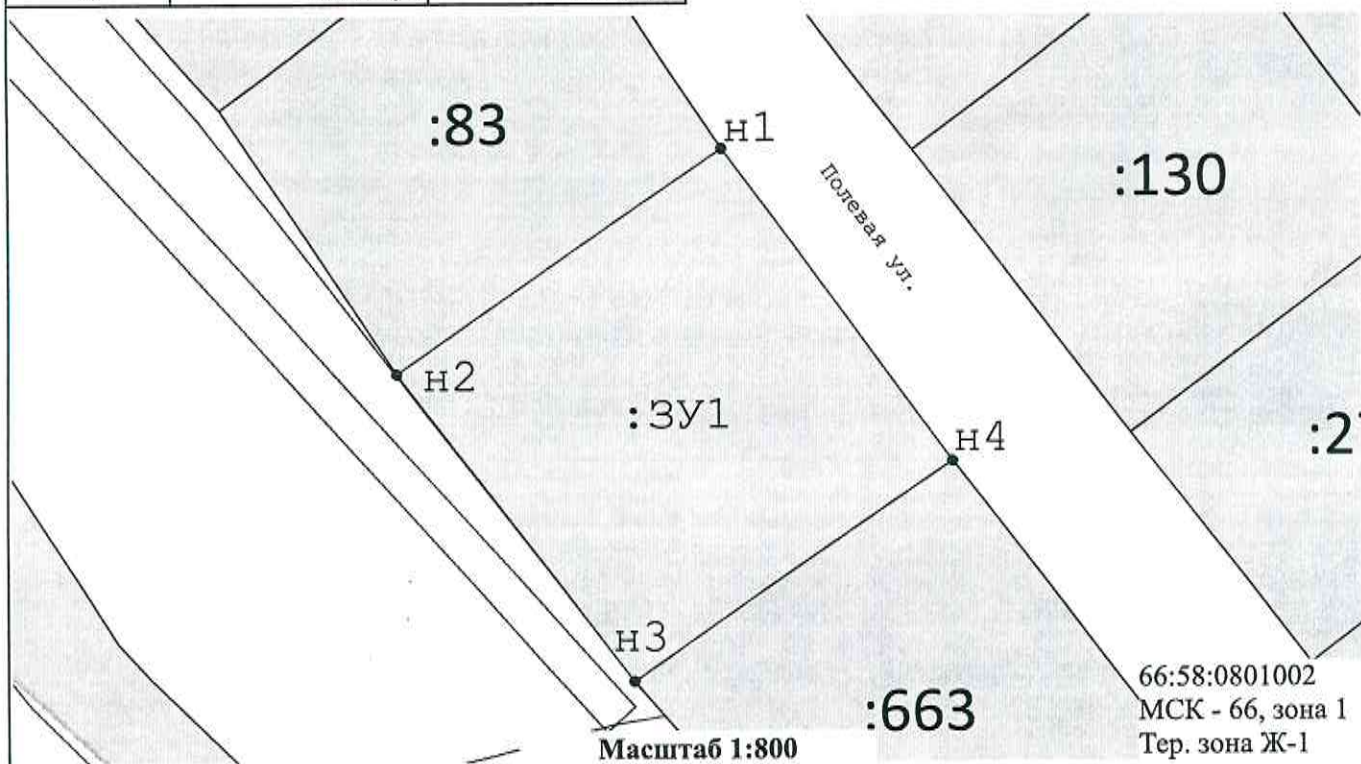 :83
н1
:130
Полевая ул.
н2
:ЗУ1
:2
н4
н3
:663
66:58:0801002
МСК - 66, зона 1
Тер. зона Ж-1
Масштаб 1:800